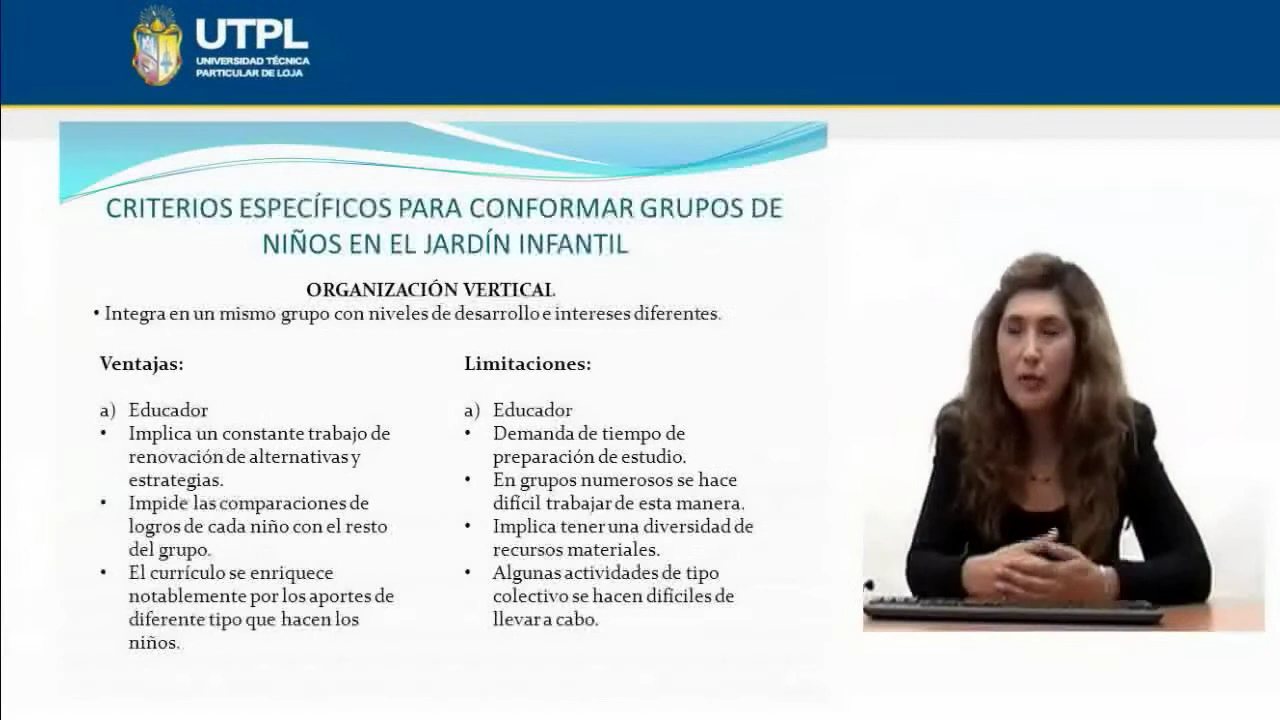 UTPL
UNIVERSIDAD TÉCNICA
PARTICULAR DE LOJA
CRITERIOS ESPECÍFICOS PARA CONFORMAR GRUPOS DE
NIÑOS EN EL JARDÍN INFANTIL
ORGANIZACIÓN VERTICAL
• Integra en un mismo grupo con niveles de desarrollo e intereses diferentes.
Ventajas:
a) Educador
• Implica un constante trabajo de
renovación de alternativas y
estrategias.
• Impide las comparaciones de
logros de cada niño con el resto
del grupo.
• El currículo se enriquece
notablemente por los aportes de
diferente tipo que hacen los
niños.
Limitaciones:
a) Educador
• Demanda de tiempo de
preparación de estudio.
• En grupos numerosos se hace
difícil trabajar de esta manera.
• Implica tener una diversidad de
recursos materiales.
• Algunas actividades de tipo
colectivo se hacen difíciles de
llevar a cabo.